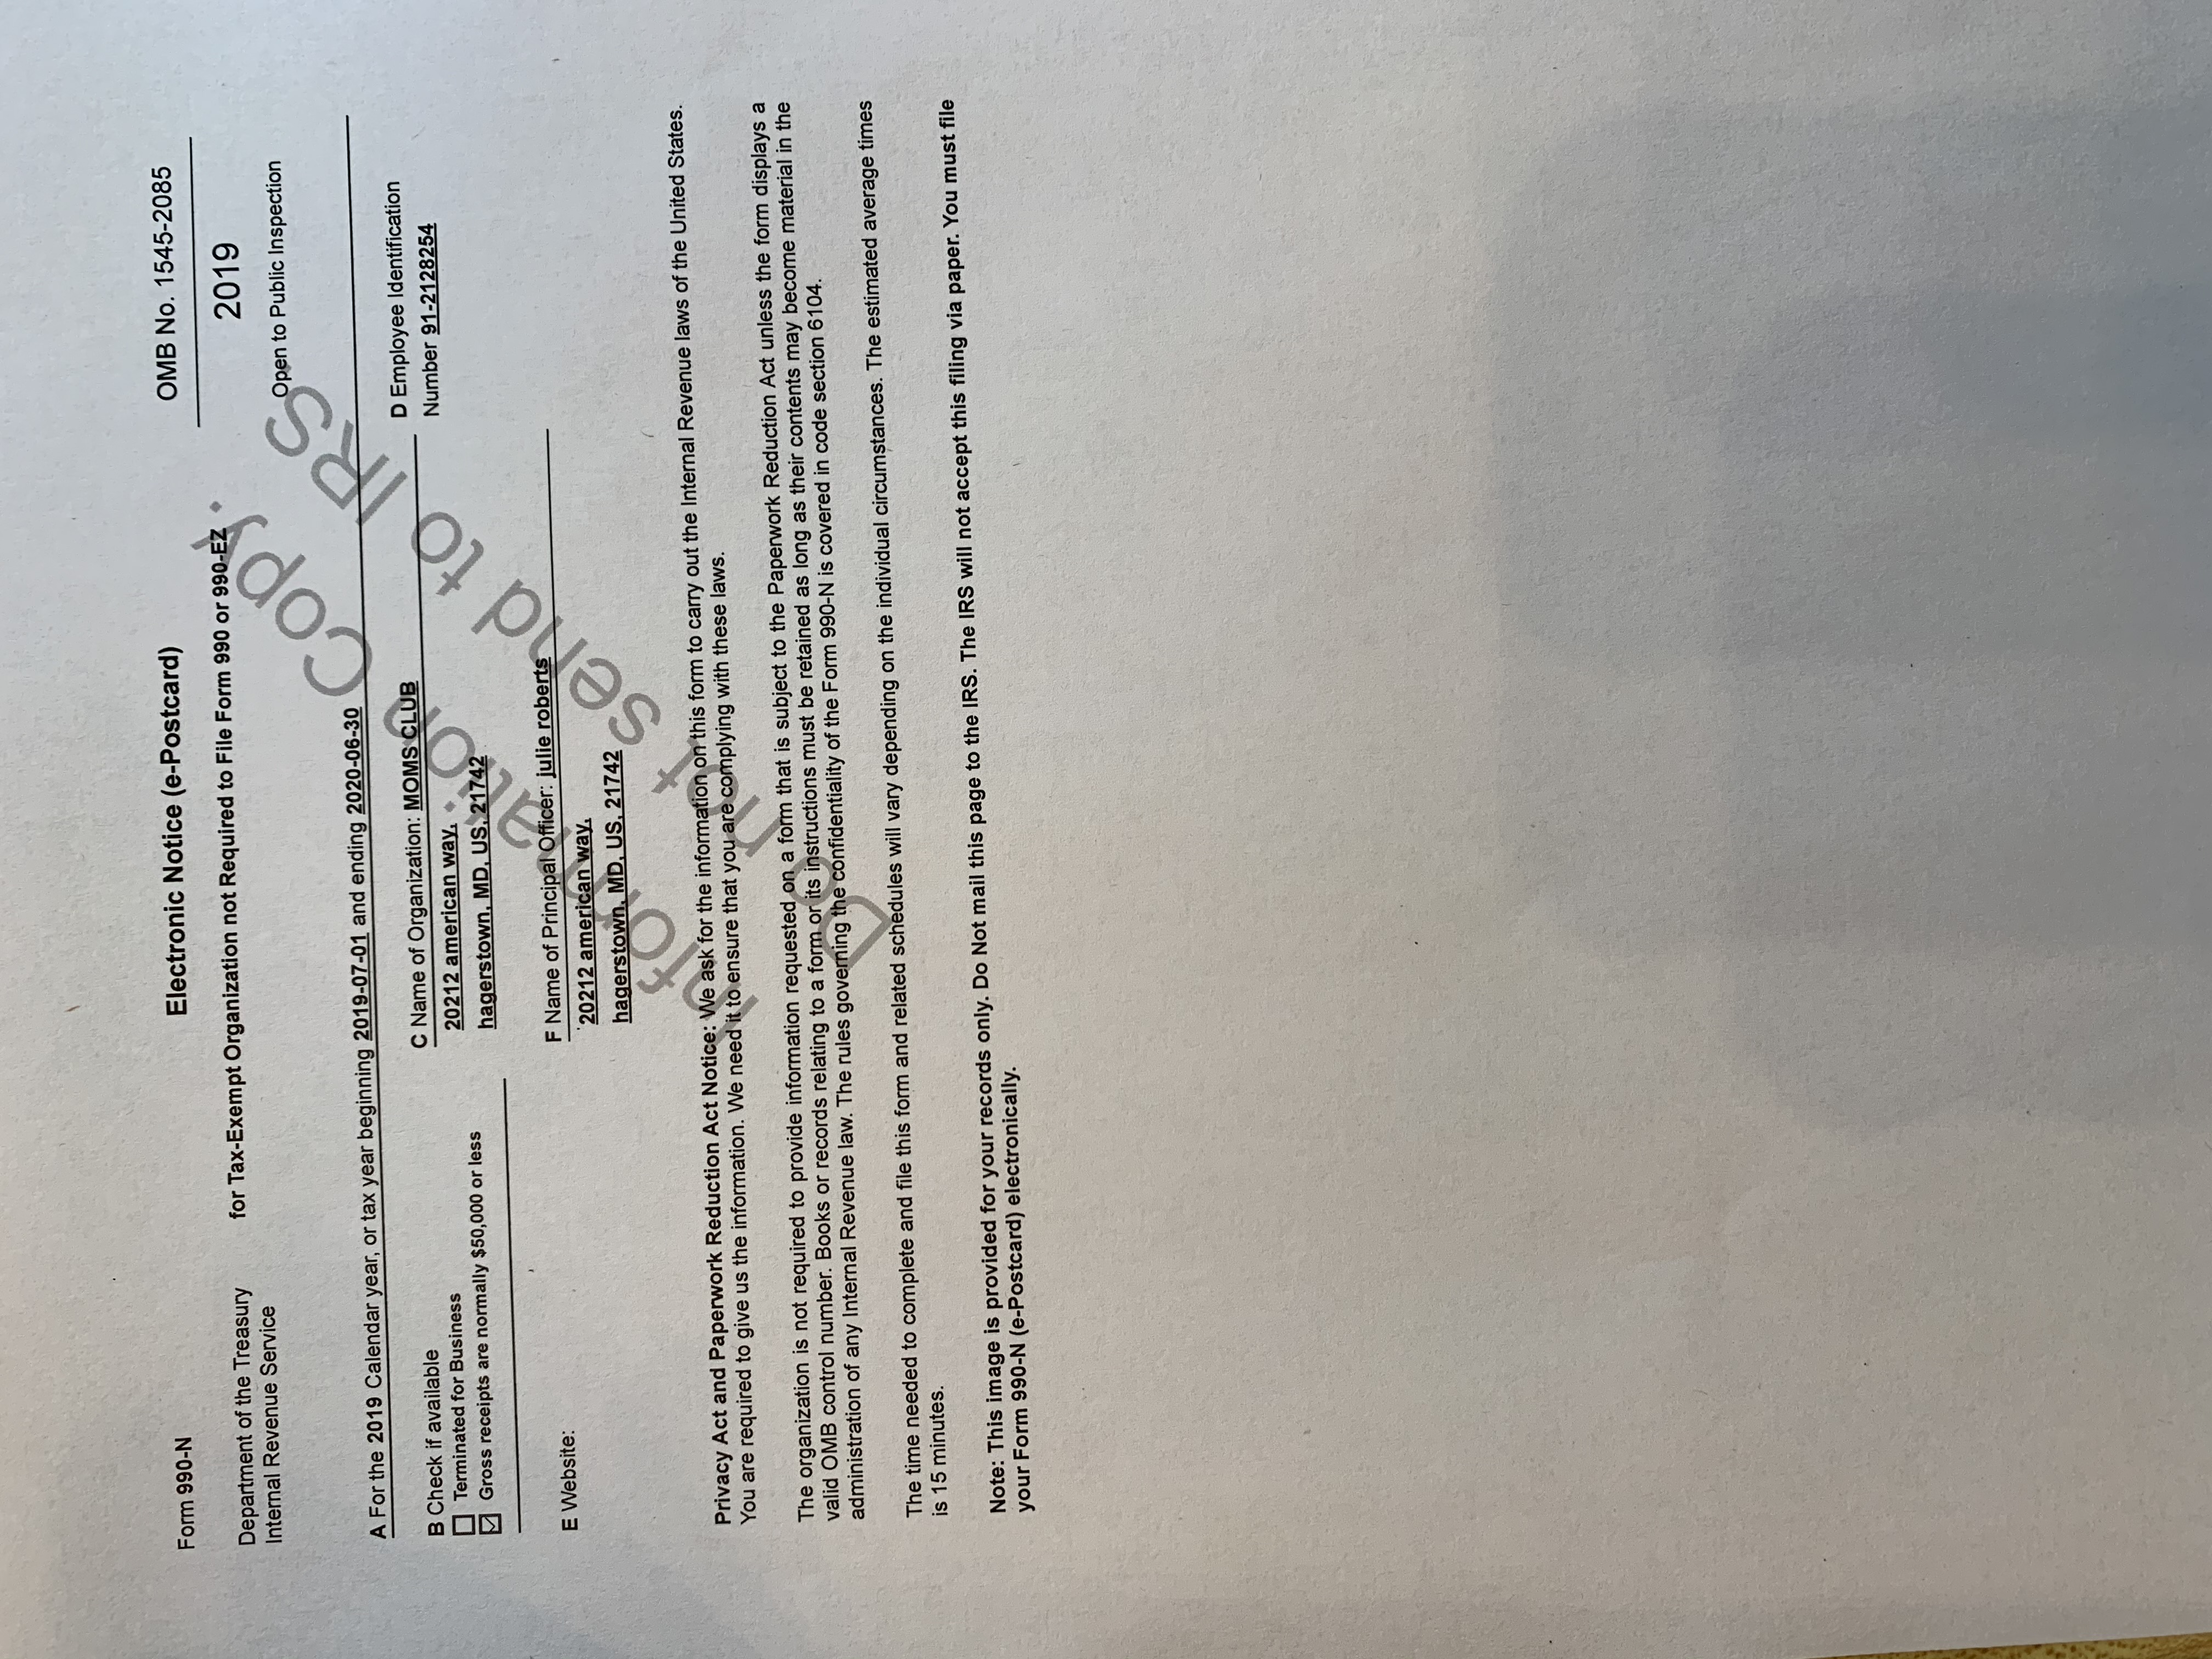 Form 990-N
Electronic Notice (e-Postcard)
OMB No. 1545-2085
Department of the Treasury
Internal Revenue Service
for Tax-Exempt Organization not Required to File Form 990 or 990-EZ
2019
Open to Public Inspection
A For the 2019 Calendar year, or tax year beginning 2019-07-01 and ending 2020-06-30
B Check if available
Terminated for Business
Gross receipts are normally $50,000 or less
C Name of Organization: MOMS CLUB
20212 american way,
hagerstown, MD, US, 21742
D Employee Identification
Number 91-2128254
E Website:
F Name of Principal Officer: julie roberts
20212 american way,
hagerstown, MD, US, 21742
Information Copy.
Do not send to IRS.
Privacy Act and Paperwork Reduction Act Notice: We ask for the information on this form to carry out the Internal Revenue laws of the United States.
You are required to give us the information. We need it to ensure that you are complying with these laws.
The organization is not required to provide information requested on a form that is subject to the Paperwork Reduction Act unless the form displays a
valid OMB control number. Books or records relating to a form or its instructions must be retained as long as their contents may become material in the
administration of any Internal Revenue law. The rules governing the confidentiality of the Form 990-N is covered in code section 6104.
The time needed to complete and file this form and related schedules will vary depending on the individual circumstances. The estimated average times
is 15 minutes.
Note: This image is provided for your records only. Do Not mail this page to the IRS. The IRS will not accept this filing via paper. You must file
your Form 990-N (e-Postcard) electronically.